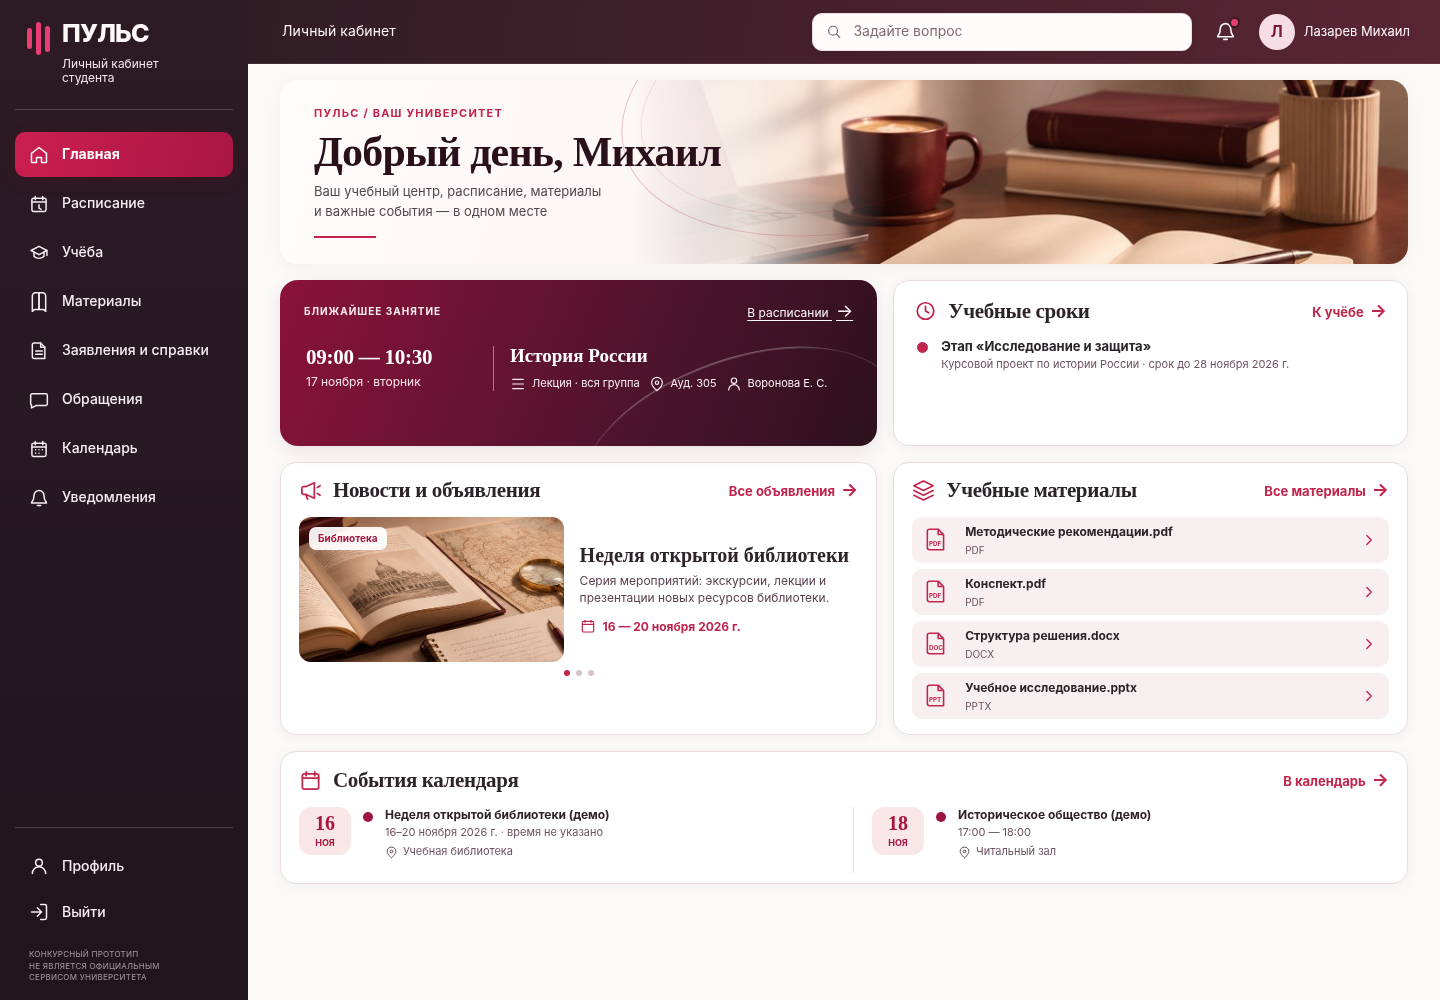 ПУЛЬС
Личный кабинет
студента
Главная
Расписание
Учёба
Материалы
Заявления и справки
Обращения
Календарь
Уведомления
Профиль
Выйти
КОНКУРСНЫЙ ПРОТОТИП
НЕ ЯВЛЯЕТСЯ ОФИЦИАЛЬНЫМ
СЕРВИСОМ УНИВЕРСИТЕТА
Личный кабинет
Задайте вопрос
Л
Лазарев Михаил
ПУЛЬС / ВАШ УНИВЕРСИТЕТ
Добрый день, Михаил
Ваш учебный центр, расписание, материалы
и важные события — в одном месте
БЛИЖАЙШЕЕ ЗАНЯТИЕ
В расписании
09:00 — 10:30
17 ноября · вторник
История России
Лекция · вся группа
Ауд. 305
Воронова Е. С.
Учебные сроки
К учёбе
Этап «Исследование и защита»
Курсовой проект по истории России · срок до 28 ноября 2026 г.
Новости и объявления
Все объявления
Библиотека
Неделя открытой библиотеки
Серия мероприятий: экскурсии, лекции и
презентации новых ресурсов библиотеки.
16 — 20 ноября 2026 г.
Учебные материалы
Все материалы
PDF
Методические рекомендации.pdf
PDF
PDF
Конспект.pdf
PDF
DOC
Структура решения.docx
DOCX
PPT
Учебное исследование.pptx
PPTX
События календаря
В календарь
16
НОЯ
Неделя открытой библиотеки (демо)
16–20 ноября 2026 г. · время не указано
Учебная библиотека
18
НОЯ
Историческое общество (демо)
17:00 — 18:00
Читальный зал